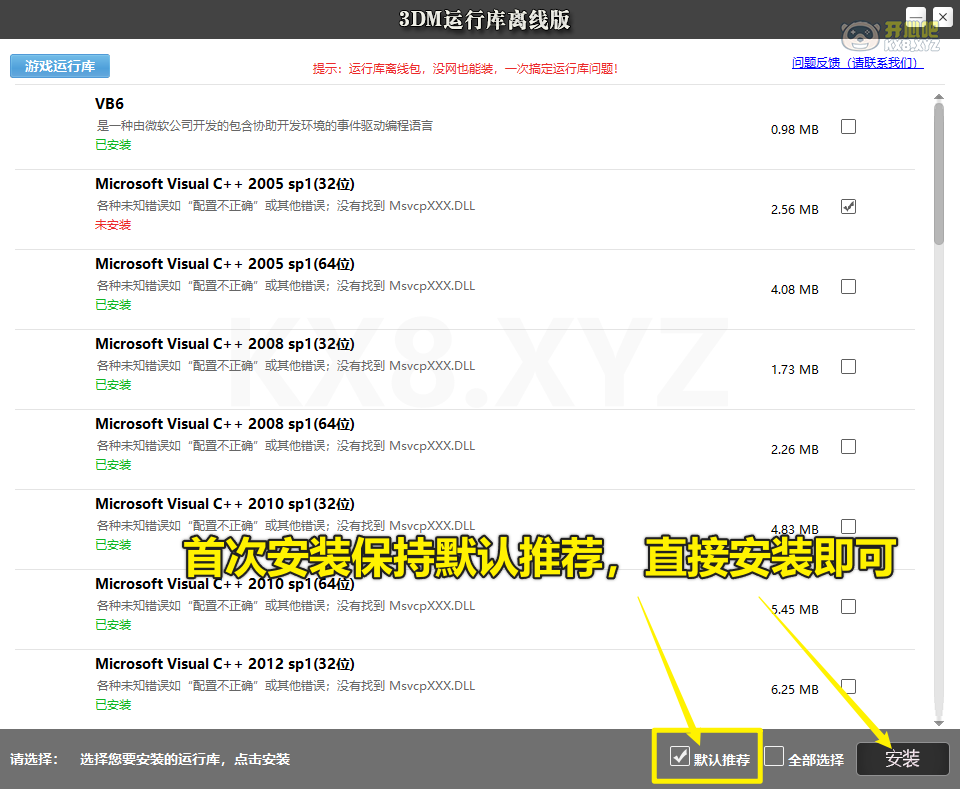 3DM运行库离线版
开心吧
KX8.XYZ
游戏运行库
提示：运行库离线包，没网也能装，一次搞定运行库问题！
问题反馈（请联系我们）
VB6
是一种由微软公司开发的包含协助开发环境的事件驱动编程语言
已安装
0.98 MB
Microsoft Visual C++ 2005 sp1(32位)
各种未知错误如“配置不正确”或其他错误；没有找到 MsvcpXXX.DLL
未安装
2.56 MB
Microsoft Visual C++ 2005 sp1(64位)
各种未知错误如“配置不正确”或其他错误；没有找到 MsvcpXXX.DLL
已安装
4.08 MB
Microsoft Visual C++ 2008 sp1(32位)
各种未知错误如“配置不正确”或其他错误；没有找到 MsvcpXXX.DLL
已安装
1.73 MB
KX8.XYZ
Microsoft Visual C++ 2008 sp1(64位)
各种未知错误如“配置不正确”或其他错误；没有找到 MsvcpXXX.DLL
已安装
2.26 MB
Microsoft Visual C++ 2010 sp1(32位)
各种未知错误如“配置不正确”或其他错误；没有找到 MsvcpXXX.DLL
已安装
4.83 MB
首次安装保持默认推荐，直接安装即可
Microsoft Visual C++ 2010 sp1(64位)
各种未知错误如“配置不正确”或其他错误；没有找到 MsvcpXXX.DLL
已安装
5.45 MB
Microsoft Visual C++ 2012 sp1(32位)
各种未知错误如“配置不正确”或其他错误；没有找到 MsvcpXXX.DLL
已安装
6.25 MB
请选择： 选择您要安装的运行库，点击安装
默认推荐
全部选择
安装